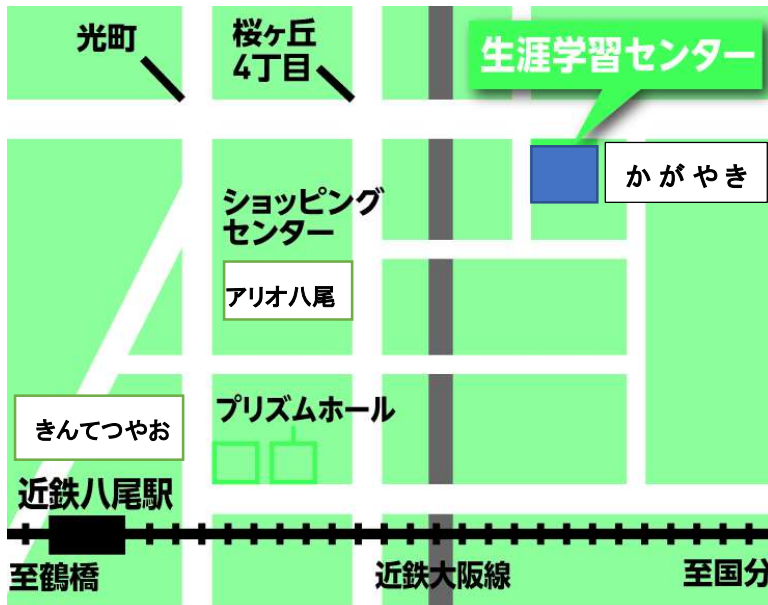 光町
桜ヶ丘
4丁目
生涯学習センター
かがやき
ショッピング
センター
アリオ八尾
プリズムホール
きんてつやお
近鉄八尾駅
至鶴橋
近鉄大阪線
至国分